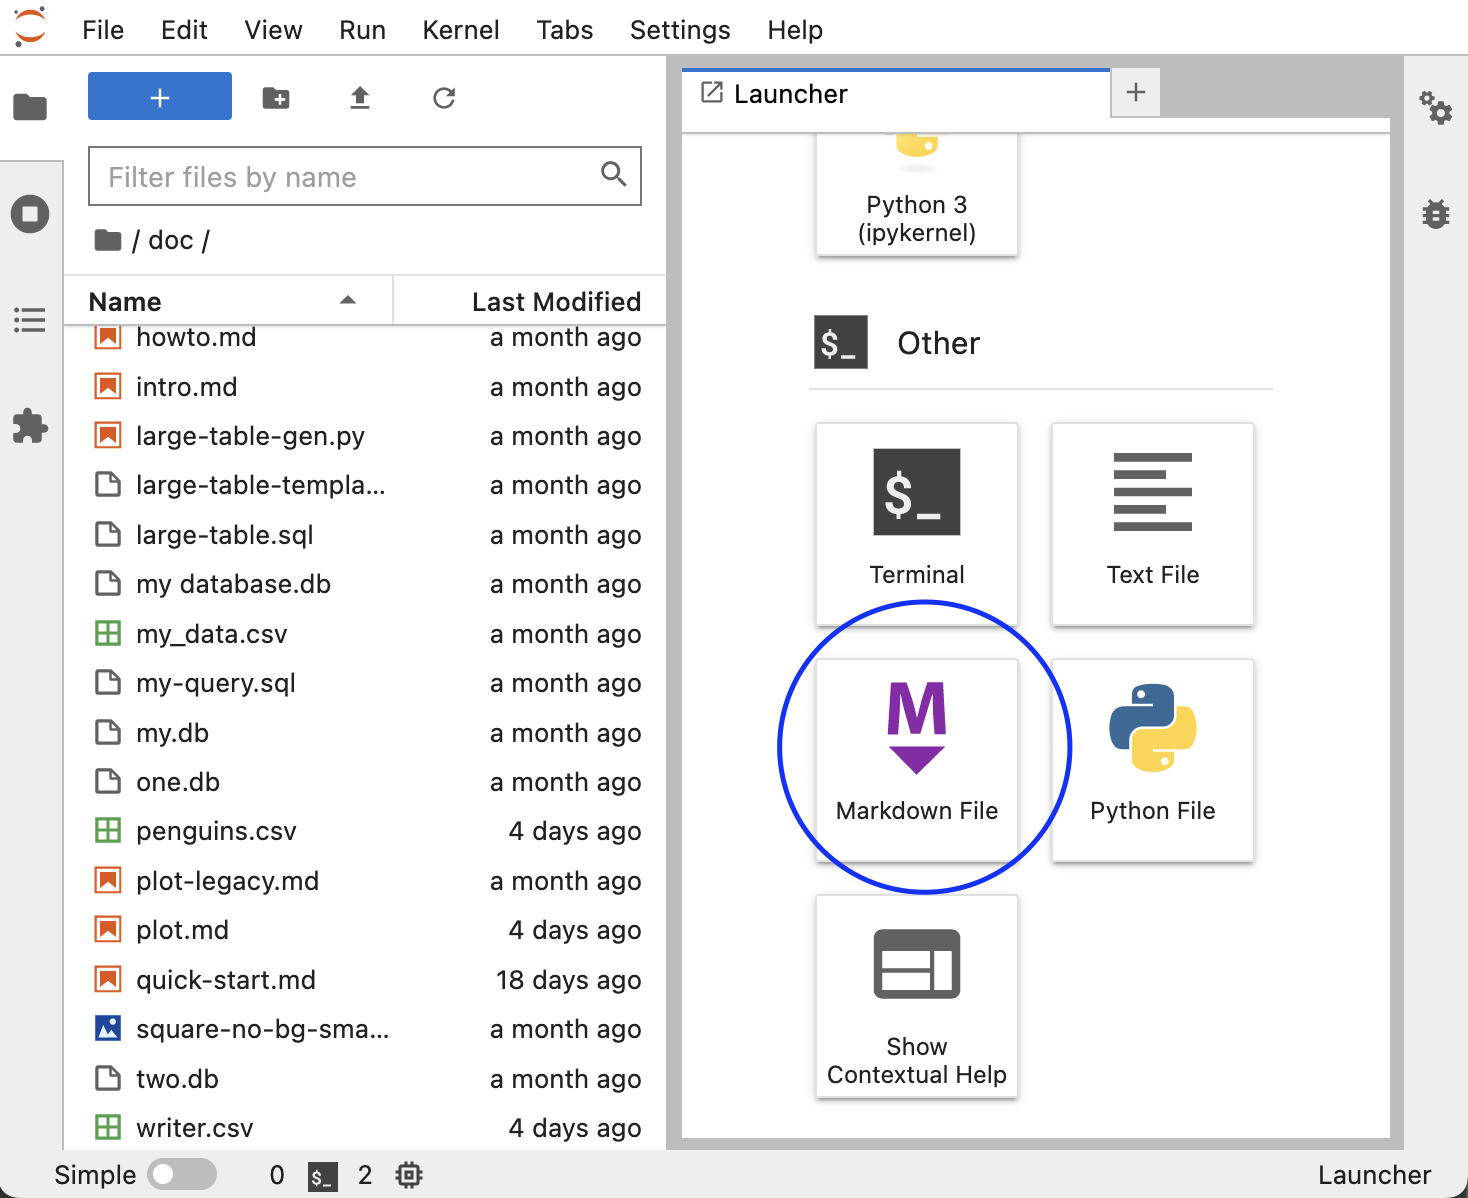 File Edit View Run Kernel Tabs Settings Help
+
Filter files by name
/ doc /
Name Last Modified
howto.md a month ago
intro.md a month ago
large-table-gen.py a month ago
large-table-templa... a month ago
large-table.sql a month ago
my database.db a month ago
my_data.csv a month ago
my-query.sql a month ago
my.db a month ago
one.db a month ago
penguins.csv 4 days ago
plot-legacy.md a month ago
plot.md 4 days ago
quick-start.md 18 days ago
square-no-bg-sma... a month ago
two.db a month ago
writer.csv 4 days ago
Launcher +
Python 3
(ipykernel)
$_ Other
$_
Terminal
Text File
M
Markdown File
Python File
Show
Contextual Help
Simple 0 $_ 2 Launcher